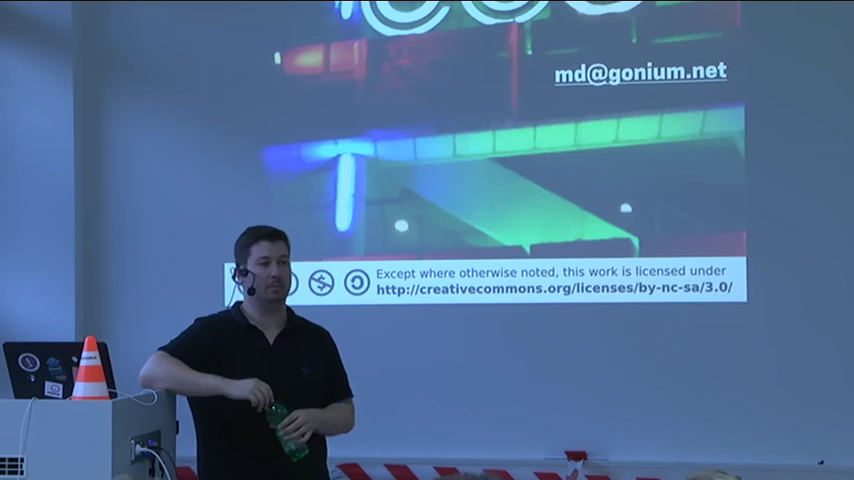 md@gonium.net
Except where otherwise noted, this work is licensed under
http://creativecommons.org/licenses/by-nc-sa/3.0/